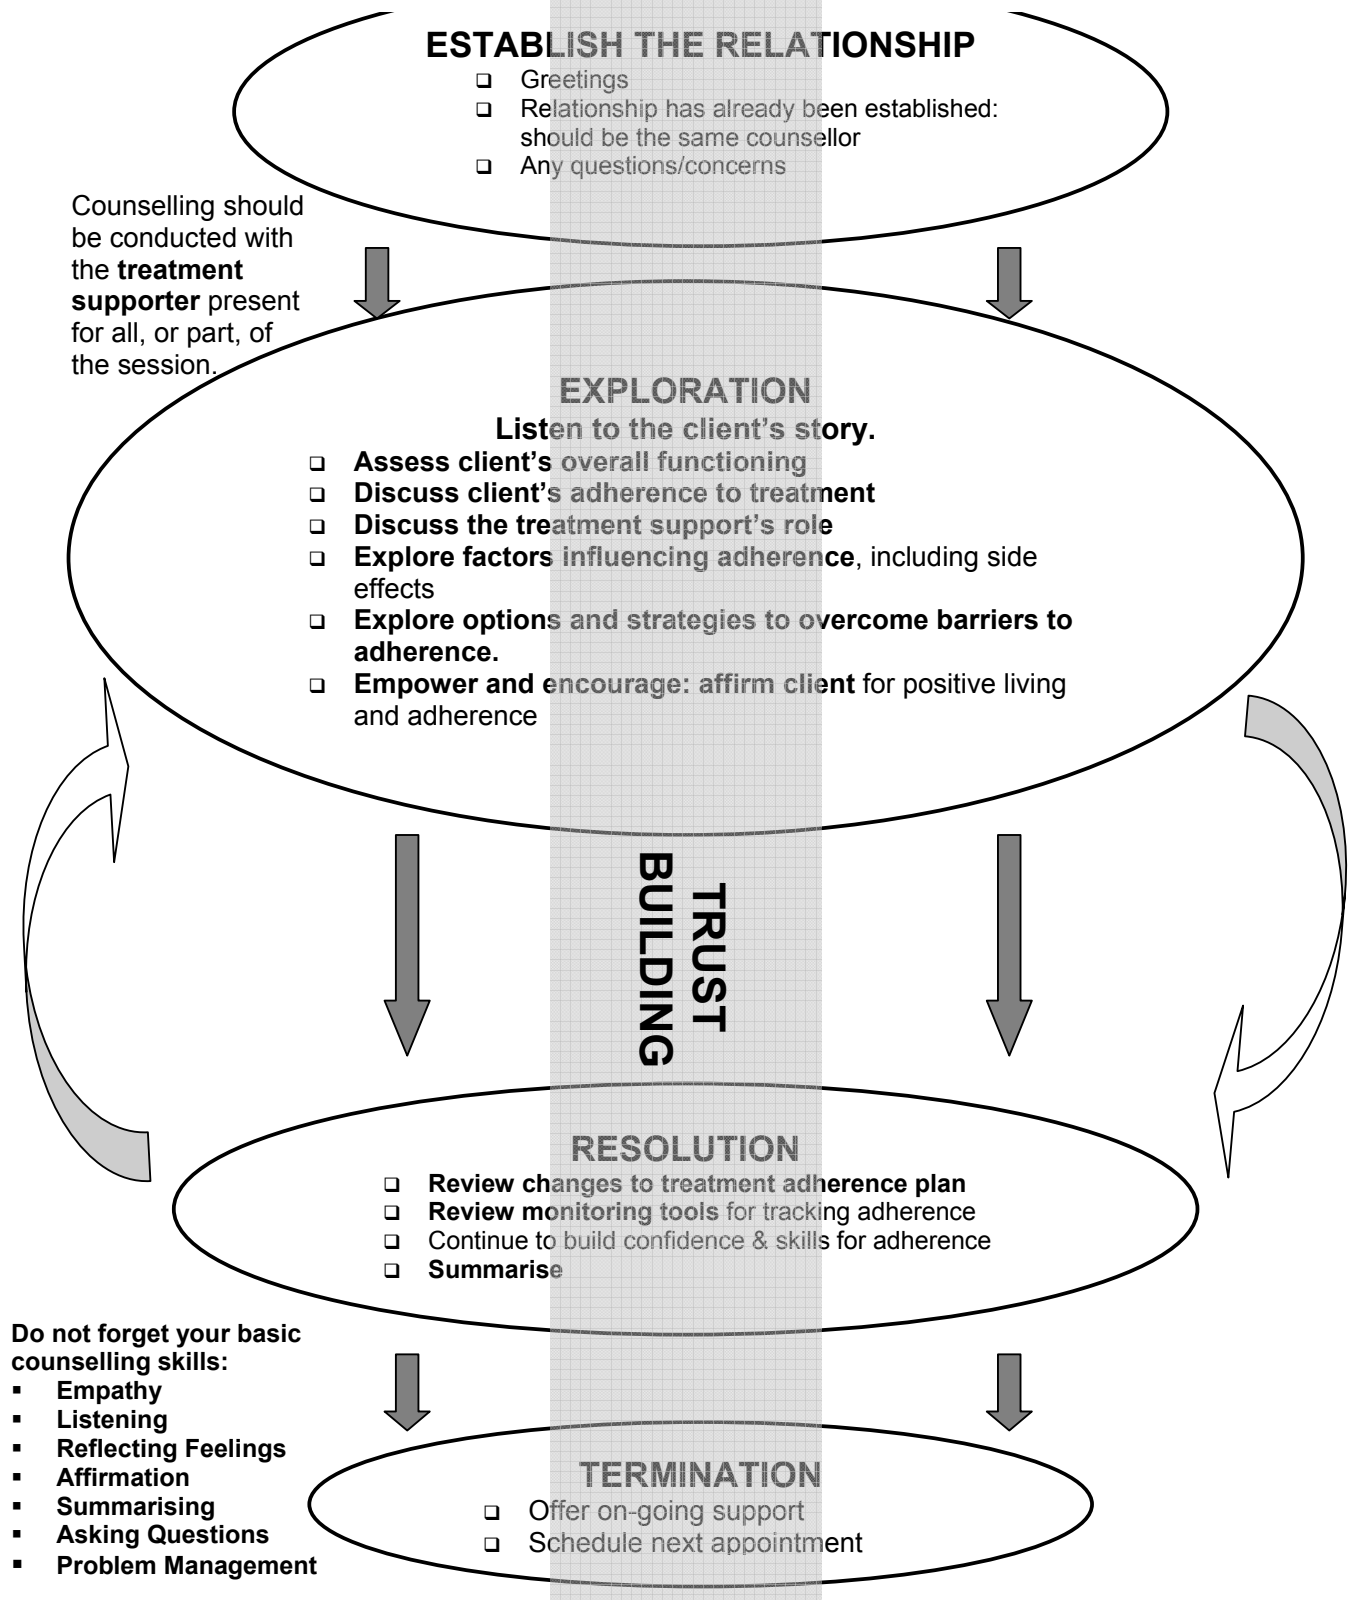 ESTABLISH THE RELATIONSHIP
❑ Greetings
❑ Relationship has already been established:
should be the same counsellor
❑ Any questions/concerns
Counselling should
be conducted with
the treatment
supporter present
for all, or part, of
the session.
EXPLORATION
Listen to the client’s story.
❑ Assess client’s overall functioning
❑ Discuss client’s adherence to treatment
❑ Discuss the treatment support’s role
❑ Explore factors influencing adherence, including side
effects
❑ Explore options and strategies to overcome barriers to
adherence.
❑ Empower and encourage: affirm client for positive living
and adherence
TRUST
BUILDING
RESOLUTION
❑ Review changes to treatment adherence plan
❑ Review monitoring tools for tracking adherence
❑ Continue to build confidence & skills for adherence
❑ Summarise
Do not forget your basic
counselling skills:
▪ Empathy
▪ Listening
▪ Reflecting Feelings
▪ Affirmation
▪ Summarising
▪ Asking Questions
▪ Problem Management
TERMINATION
❑ Offer on-going support
❑ Schedule next appointment